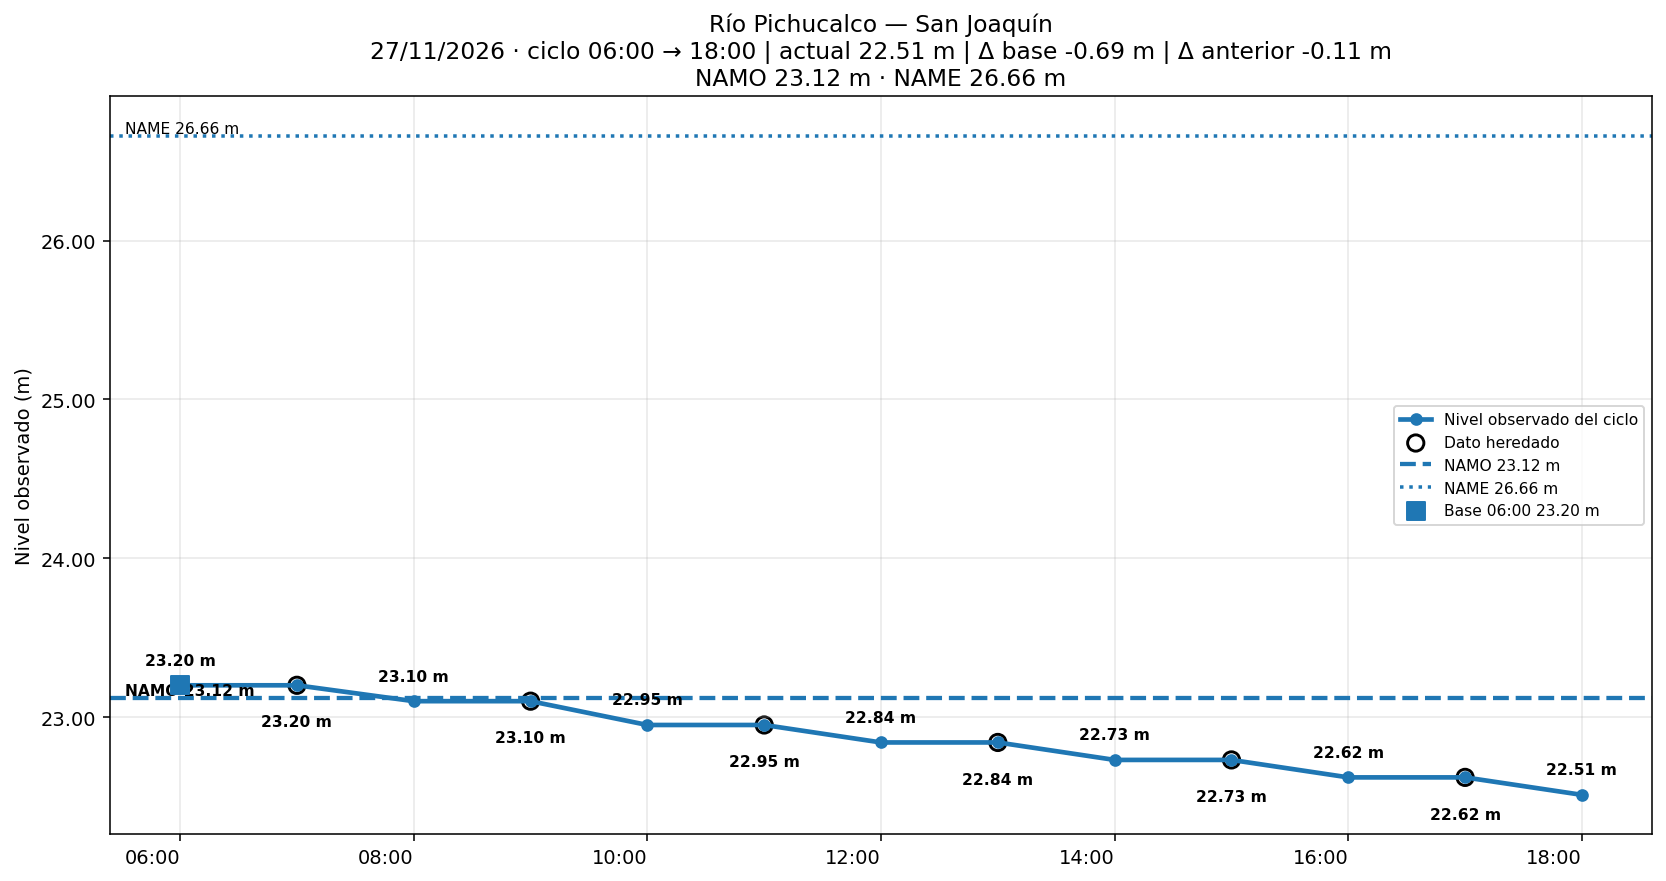 Río Pichucalco — San Joaquín
27/11/2026 · ciclo 06:00 → 18:00 | actual 22.51 m | Δ base -0.69 m | Δ anterior -0.11 m
NAMO 23.12 m · NAME 26.66 m
NAME 26.66 m
26.00
25.00
24.00
23.00
Nivel observado (m)
Nivel observado del ciclo
Dato heredado
NAMO 23.12 m
NAME 26.66 m
Base 06:00 23.20 m
23.20 m
NAMO 23.12 m
23.20 m
23.10 m
23.10 m
22.95 m
22.95 m
22.84 m
22.84 m
22.73 m
22.73 m
22.62 m
22.62 m
22.51 m
06:00
08:00
10:00
12:00
14:00
16:00
18:00